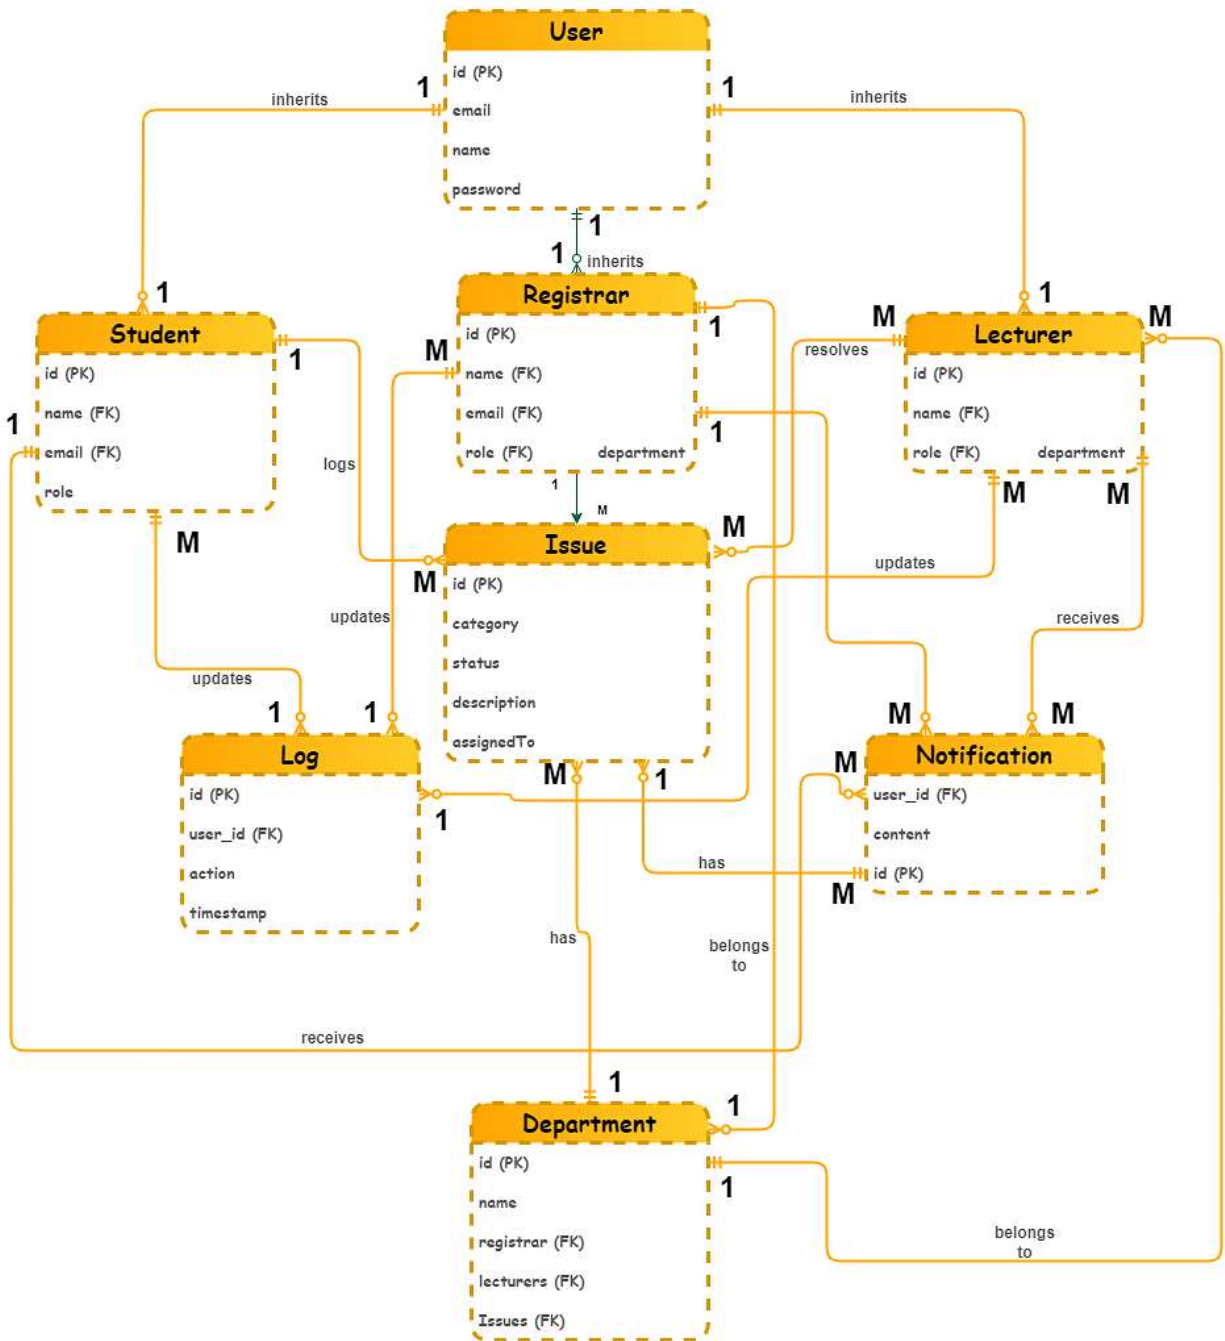 User
id (PK)
email
name
password
1
1
inherits
inherits
1
1
inherits
1
1
Student
id (PK)
name (FK)
email (FK)
role
1
1
M
Registrar
id (PK)
name (FK)
email (FK)
role (FK) department
M
1
1
1
M
Lecturer
id (PK)
name (FK)
role (FK) department
M
M
M
M
resolves
logs
Issue
id (PK)
category
status
description
assignedTo
M
M
M
1
updates
updates
updates
receives
1
1
1
Log
id (PK)
user_id (FK)
action
timestamp
M
M
M
M
Notification
user_id (FK)
content
id (PK)
has
has
belongs
to
receives
1
1
1
Department
id (PK)
name
registrar (FK)
lecturers (FK)
Issues (FK)
belongs
to